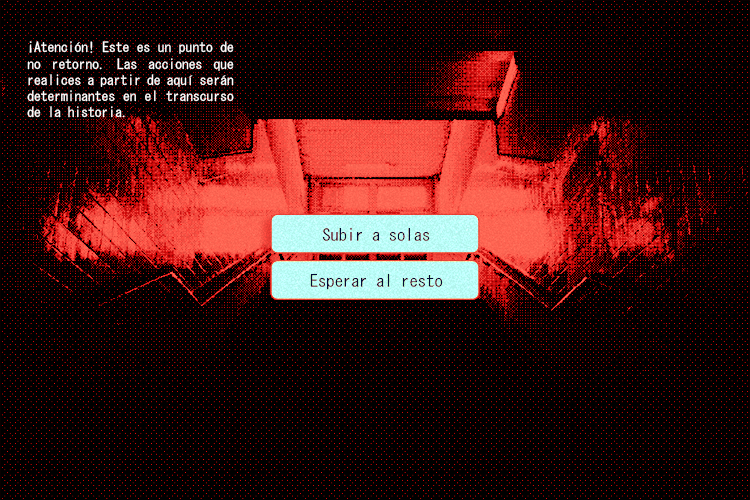 ¡Atención! Este es un punto de
no retorno. Las acciones que
realices a partir de aquí serán
determinantes en el transcurso
de la historia.
Subir a solas
Esperar al resto